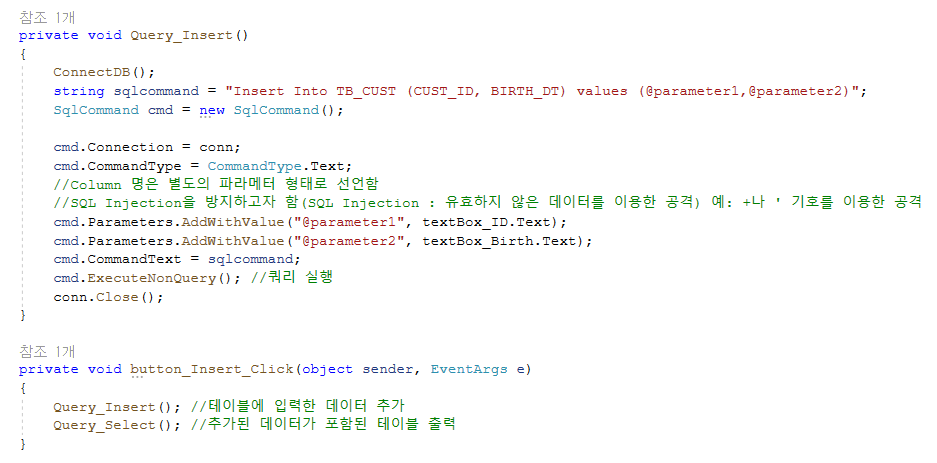 참조 1개
private void Query_Insert()
{
ConnectDB();
string sqlcommand = "Insert Into TB_CUST (CUST_ID, BIRTH_DT) values (@parameter1,@parameter2)";
SqlCommand cmd = new SqlCommand();
cmd.Connection = conn;
cmd.CommandType = CommandType.Text;
//Column 명은 별도의 파라메터 형태로 선언함
//SQL Injection을 방지하고자 함(SQL Injection : 유효하지 않은 데이터를 이용한 공격) 예: +나 ' 기호를 이용한 공격
cmd.Parameters.AddWithValue("@parameter1", textBox_ID.Text);
cmd.Parameters.AddWithValue("@parameter2", textBox_Birth.Text);
cmd.CommandText = sqlcommand;
cmd.ExecuteNonQuery(); //쿼리 실행
conn.Close();
}
참조 1개
private void button_Insert_Click(object sender, EventArgs e)
{
Query_Insert(); //테이블에 입력한 데이터 추가
Query_Select(); //추가된 데이터가 포함된 테이블 출력
}